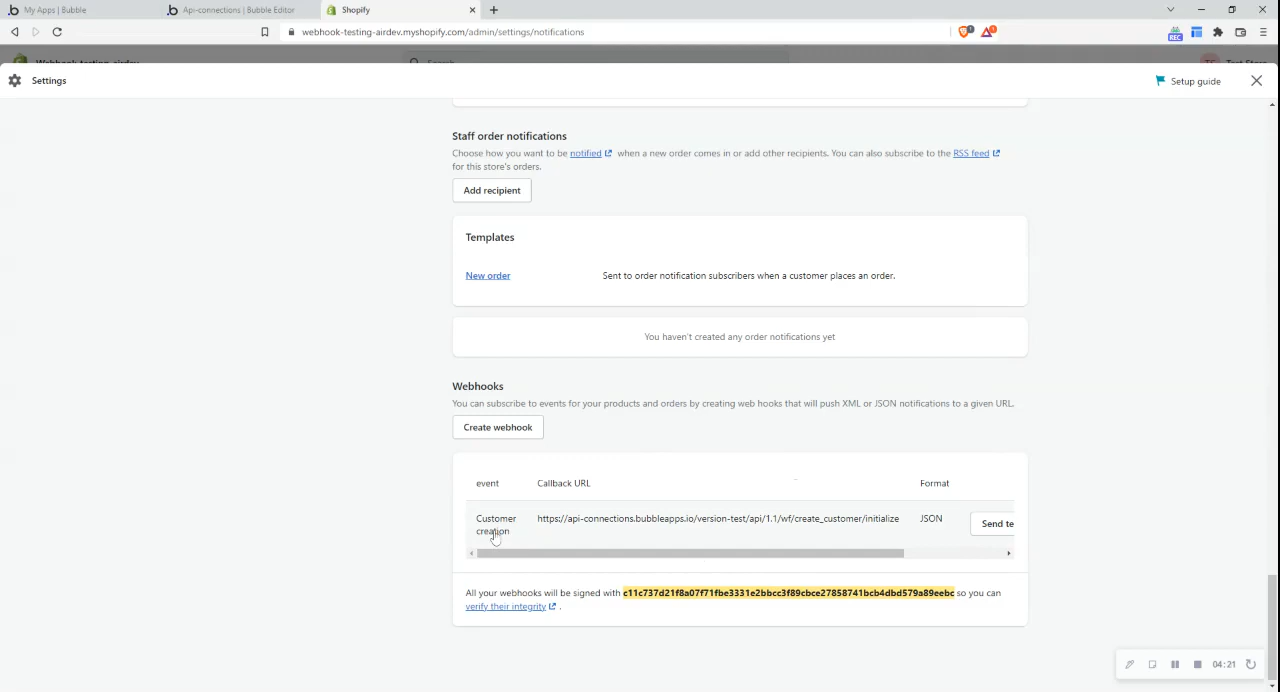 My Apps | Bubble
Api-connections | Bubble Editor
Shopify
webhook-testing-airdev.myshopify.com/admin/settings/notifications
REC
Webhook-testing-airdev
Search
TS
Test Store
Settings
Setup guide
Staff order notifications
Choose how you want to be notified when a new order comes in or add other recipients. You can also subscribe to the RSS feed
for this store's orders.
Add recipient
Templates
New order
Sent to order notification subscribers when a customer places an order.
You haven't created any order notifications yet
Webhooks
You can subscribe to events for your products and orders by creating web hooks that will push XML or JSON notifications to a given URL.
Create webhook
event
Callback URL
Format
Customer
creation
https://api-connections.bubbleapps.io/version-test/api/1.1/wf/create_customer/initialize
JSON
Send te
All your webhooks will be signed with c11c737d21f8a07f71fbe3331e2bbcc3f89cbce27858741bcb4dbd579a89eebc so you can
verify their integrity .
04:21